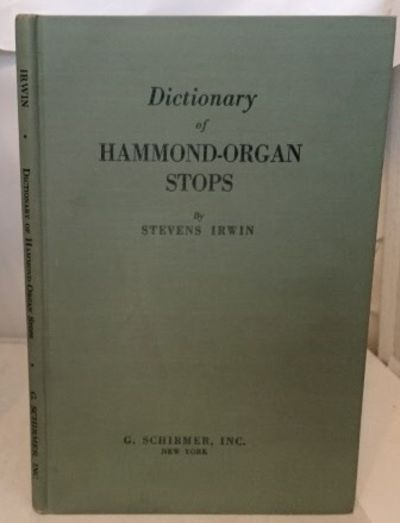 Dictionary
of
HAMMOND-ORGAN
STOPS
By
STEVENS IRWIN
G. SCHIRMER, INC.
NEW YORK
IRWIN • DICTIONARY OF HAMMOND-ORGAN STOPS • G. SCHIRMER, INC.